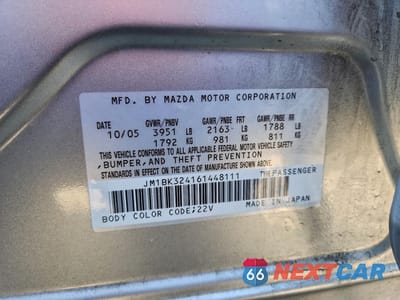 MFD. BY MAZDA MOTOR CORPORATION
GVWR/PNBV GAWR/PNBE FRT GAWR/PNBE RR
10/05 3951 LB 2163 LB 1788 LB
1792 KG 981 KG 811 KG
THIS VEHICLE CONFORMS TO ALL APPLICABLE FEDERAL MOTOR VEHICLE SAFETY,
BUMPER, AND THEFT PREVENTION
STANDARDS IN EFFECT ON THE DATE OF MANUFACTURE SHOWN ABOVE.
JM1BK324161448111 TYPE:PASSENGER
BODY COLOR CODE;22V MADE IN JAPAN
66 NEXTCAR